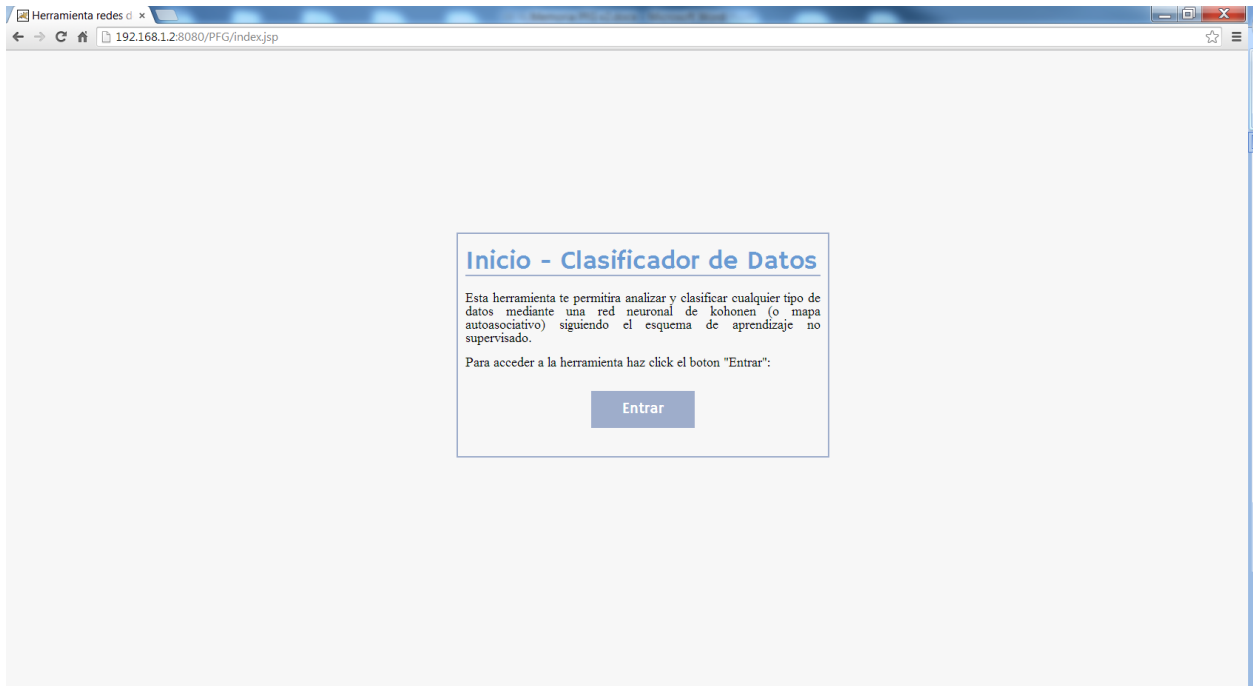 Herramienta redes d
192.168.1.2:8080/PFG/index.jsp
Inicio - Clasificador de Datos
Esta herramienta te permitira analizar y clasificar cualquier tipo de
datos mediante una red neuronal de kohonen (o mapa
autoasociativo) siguiendo el esquema de aprendizaje no
supervisado.
Para acceder a la herramienta haz click el boton "Entrar":
Entrar